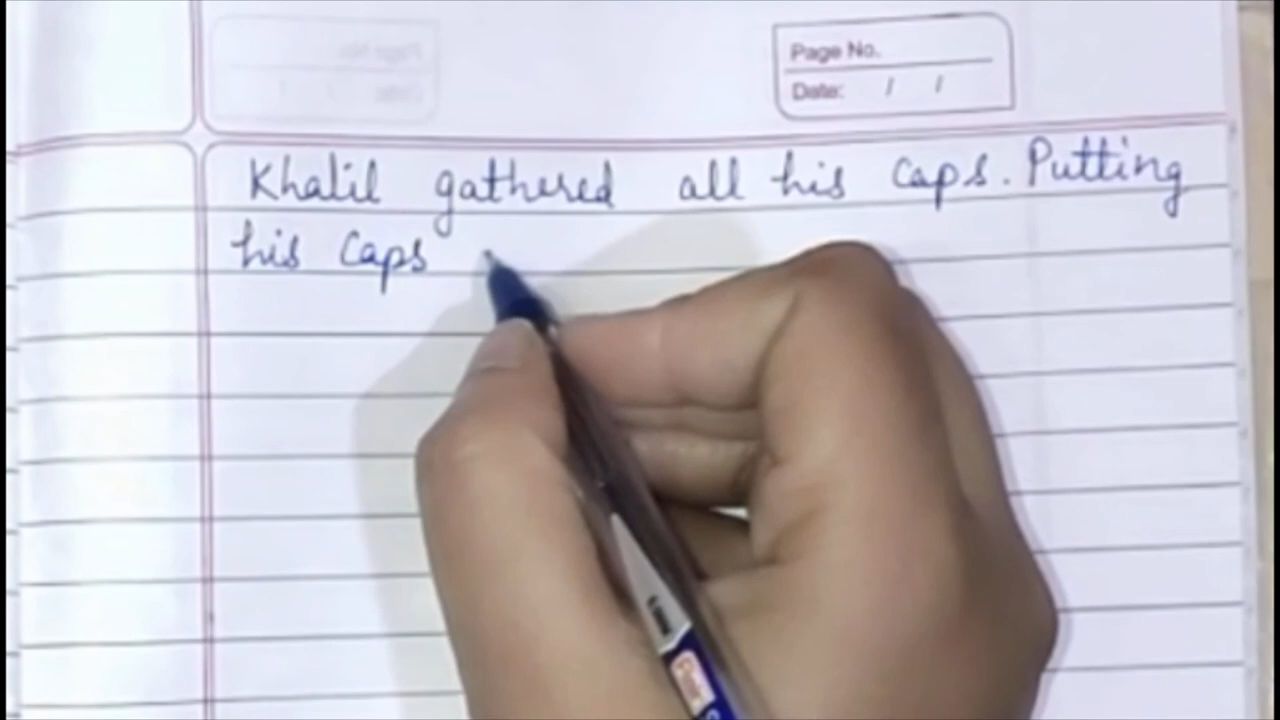 Page No.
Date: / /
Khalil gathered all his caps. Putting
his caps